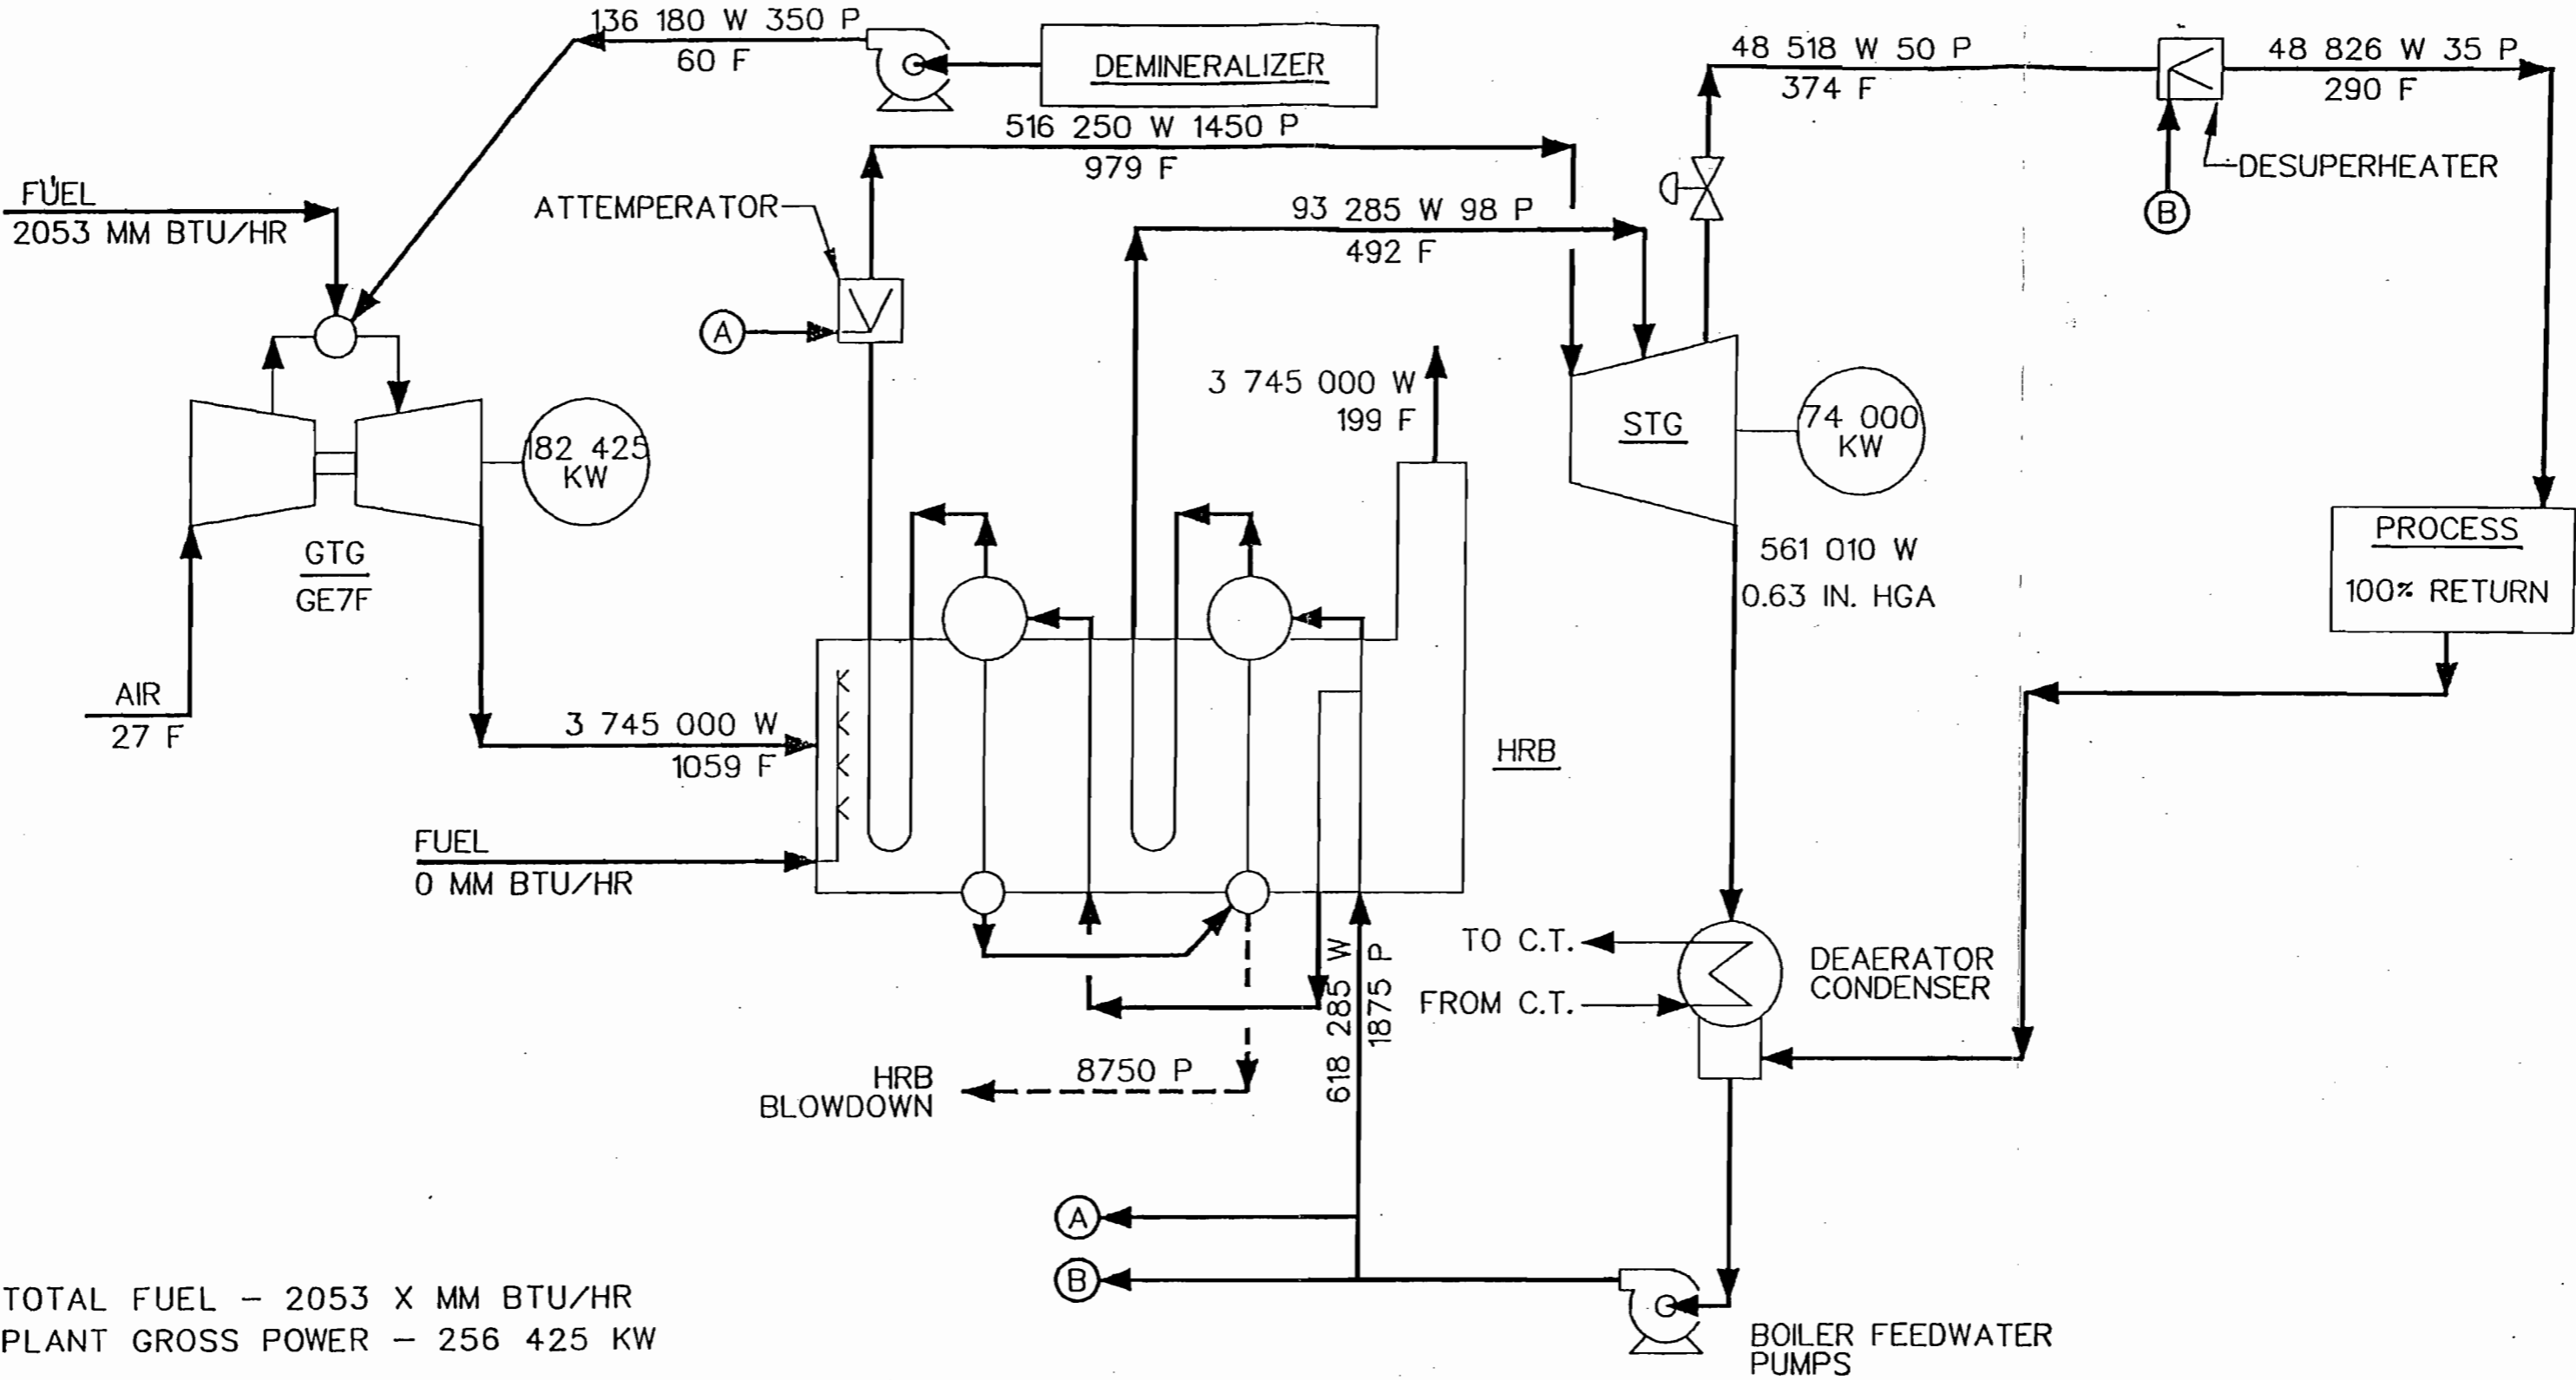 136 180 W 350 P
60 F
DEMINERALIZER
48 518 W 50 P
374 F
48 826 W 35 P
290 F
DESUPERHEATER
B
516 250 W 1450 P
979 F
FUEL
2053 MM BTU/HR
ATTEMPERATOR
93 285 W 98 P
492 F
A
3 745 000 W
199 F
182 425
KW
STG
74 000
KW
GTG
GE7F
561 010 W
0.63 IN. HGA
PROCESS
100% RETURN
AIR
27 F
3 745 000 W
1059 F
HRB
FUEL
0 MM BTU/HR
TO C.T.
FROM C.T.
DEAERATOR
CONDENSER
618 285 W
1875 P
HRB
BLOWDOWN
8750 P
A
B
TOTAL FUEL – 2053 X MM BTU/HR
PLANT GROSS POWER – 256 425 KW
BOILER FEEDWATER
PUMPS